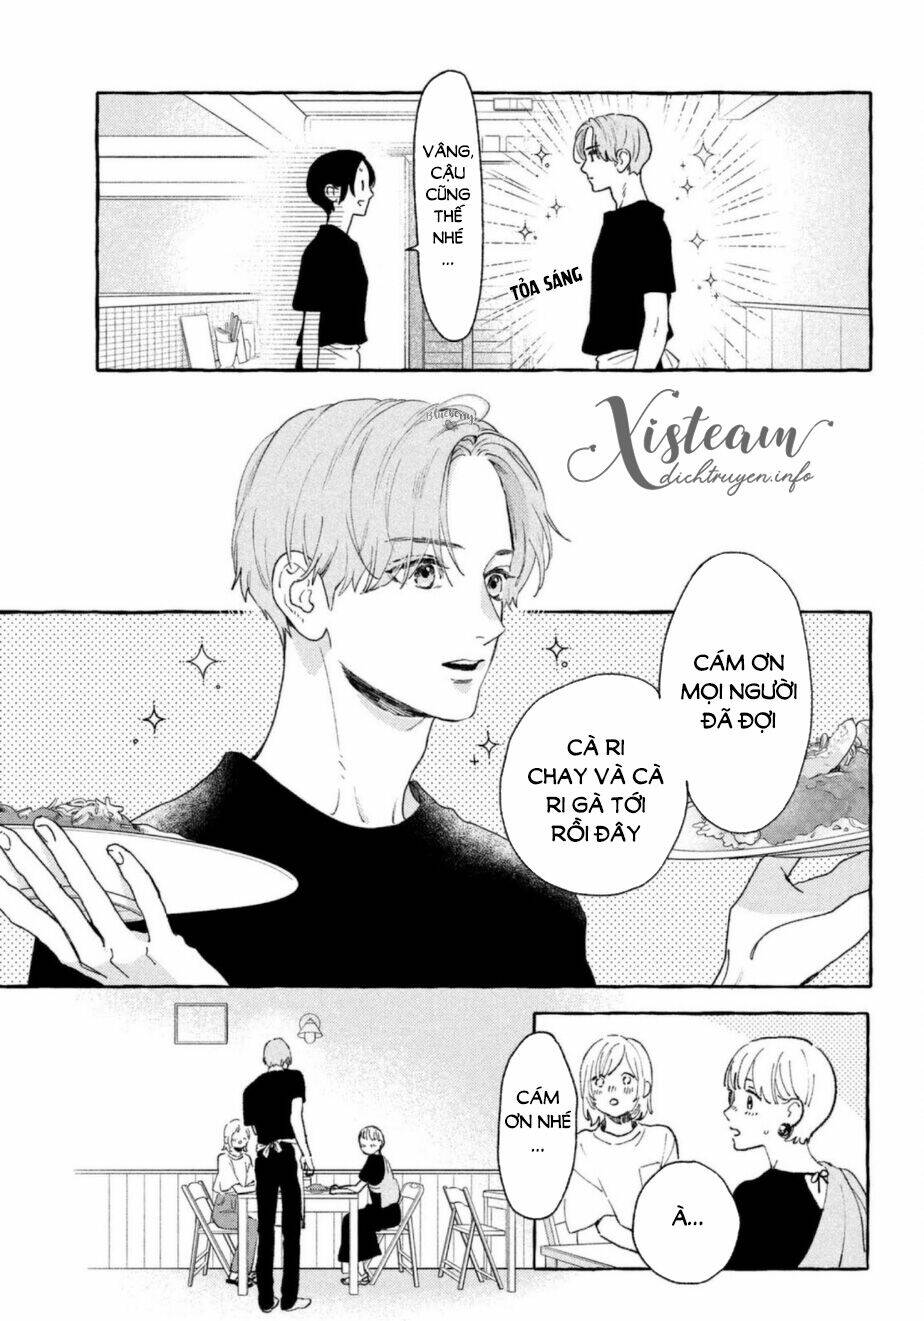 VÂNG,
CẬU
CŨNG
THẾ
NHÉ
...
TỎA SÁNG
Blueberry
Xisteam
dichtruyen.info
CÁM ƠN
MỌI NGƯỜI
ĐÃ ĐỢI
CÀ RI
CHAY VÀ CÀ
RI GÀ TỚI
RỒI ĐÂY
CÁM
ƠN NHÉ
...
À...